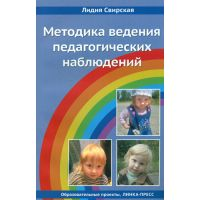 Лидия Свирская
Методика ведения
педагогических
наблюдений
Образовательные проекты, ЛИНКА-ПРЕСС